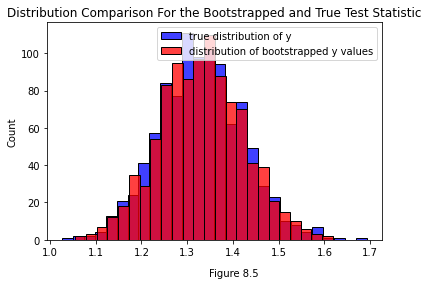 Distribution Comparison For the Bootstrapped and True Test Statistic
true distribution of y
distribution of bootstrapped y values
Count
100
80
60
40
20
0
1.0 1.1 1.2 1.3 1.4 1.5 1.6 1.7
Figure 8.5